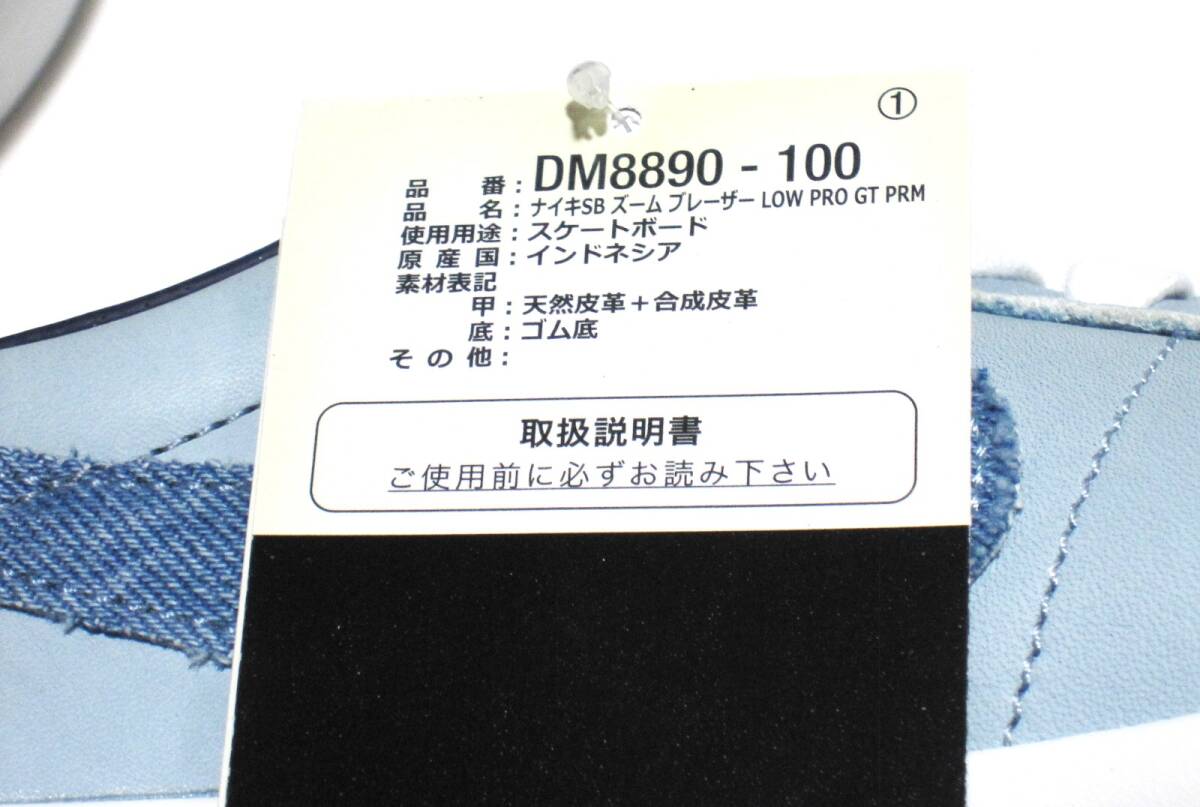 ①
品番：DM8890 - 100
品名：ナイキSB ズーム ブレーザー LOW PRO GT PRM
使用用途：スケートボード
原産国：インドネシア
素材表記
甲：天然皮革＋合成皮革
底：ゴム底
その他：
取扱説明書
ご使用前に必ずお読み下さい